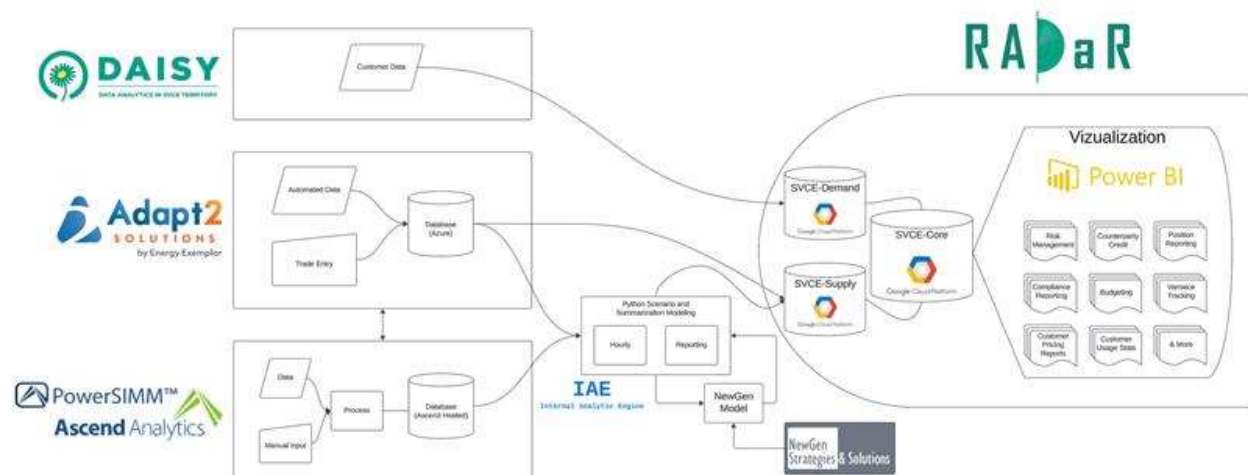 DAISY
DATA ANALYTICS IN SVCE TERRITORY
Customer Data
RADaR
Adapt2
SOLUTIONS
by Energy Exemplar
Automated Data
Trade Entry
Database
(Azure)
PowerSIMM™
Ascend Analytics
Data
Manual Input
Process
Database
(Ascend Hosted)
Python Scenario and
Summarization Modeling
Hourly
Reporting
IAE
Internal Analytic Engine
NewGen
Model
NewGen
Strategies & Solutions
SVCE-Demand
Google Cloud Platform
SVCE-Supply
Google Cloud Platform
SVCE-Core
Google Cloud Platform
Vizualization
Power BI
Risk
Management
Counterparty
Credit
Position
Reporting
Compliance
Reporting
Budgeting
Variance
Tracking
Customer
Pricing
Reports
Customer
Usage Stats
& More